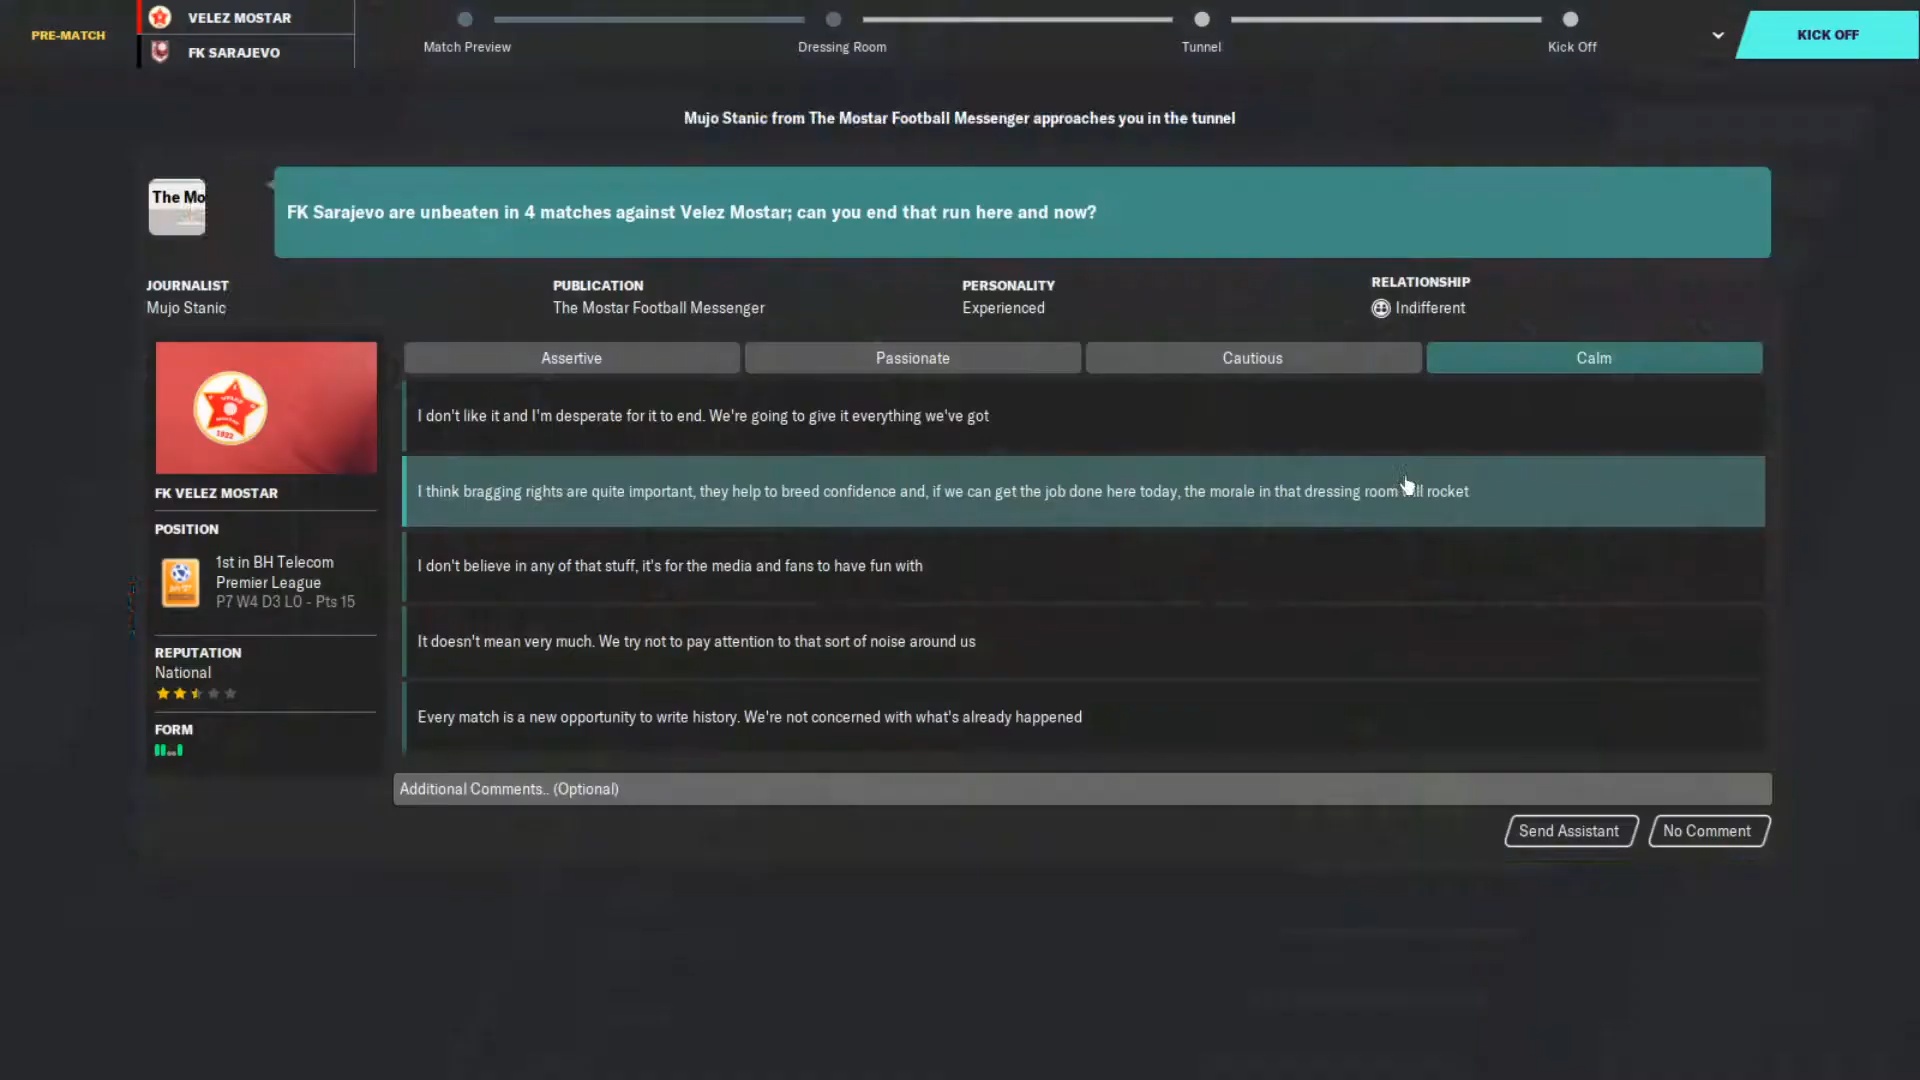 PRE-MATCH
VELEZ MOSTAR
FK SARAJEVO
Match Preview
Dressing Room
Tunnel
Kick Off
KICK OFF
Mujo Stanic from The Mostar Football Messenger approaches you in the tunnel
The Mo
FK Sarajevo are unbeaten in 4 matches against Velez Mostar; can you end that run here and now?
JOURNALIST
Mujo Stanic
PUBLICATION
The Mostar Football Messenger
PERSONALITY
Experienced
RELATIONSHIP
Indifferent
Assertive
Passionate
Cautious
Calm
I don't like it and I'm desperate for it to end. We're going to give it everything we've got
I think bragging rights are quite important, they help to breed confidence and, if we can get the job done here today, the morale in that dressing room rocket
I don't believe in any of that stuff, it's for the media and fans to have fun with
It doesn't mean very much. We try not to pay attention to that sort of noise around us
Every match is a new opportunity to write history. We're not concerned with what's already happened
1922
FK VELEZ MOSTAR
POSITION
1st in BH Telecom
Premier League
P7 W4 D3 L0 - Pts 15
REPUTATION
National
FORM
Additional Comments.. (Optional)
Send Assistant
No Comment